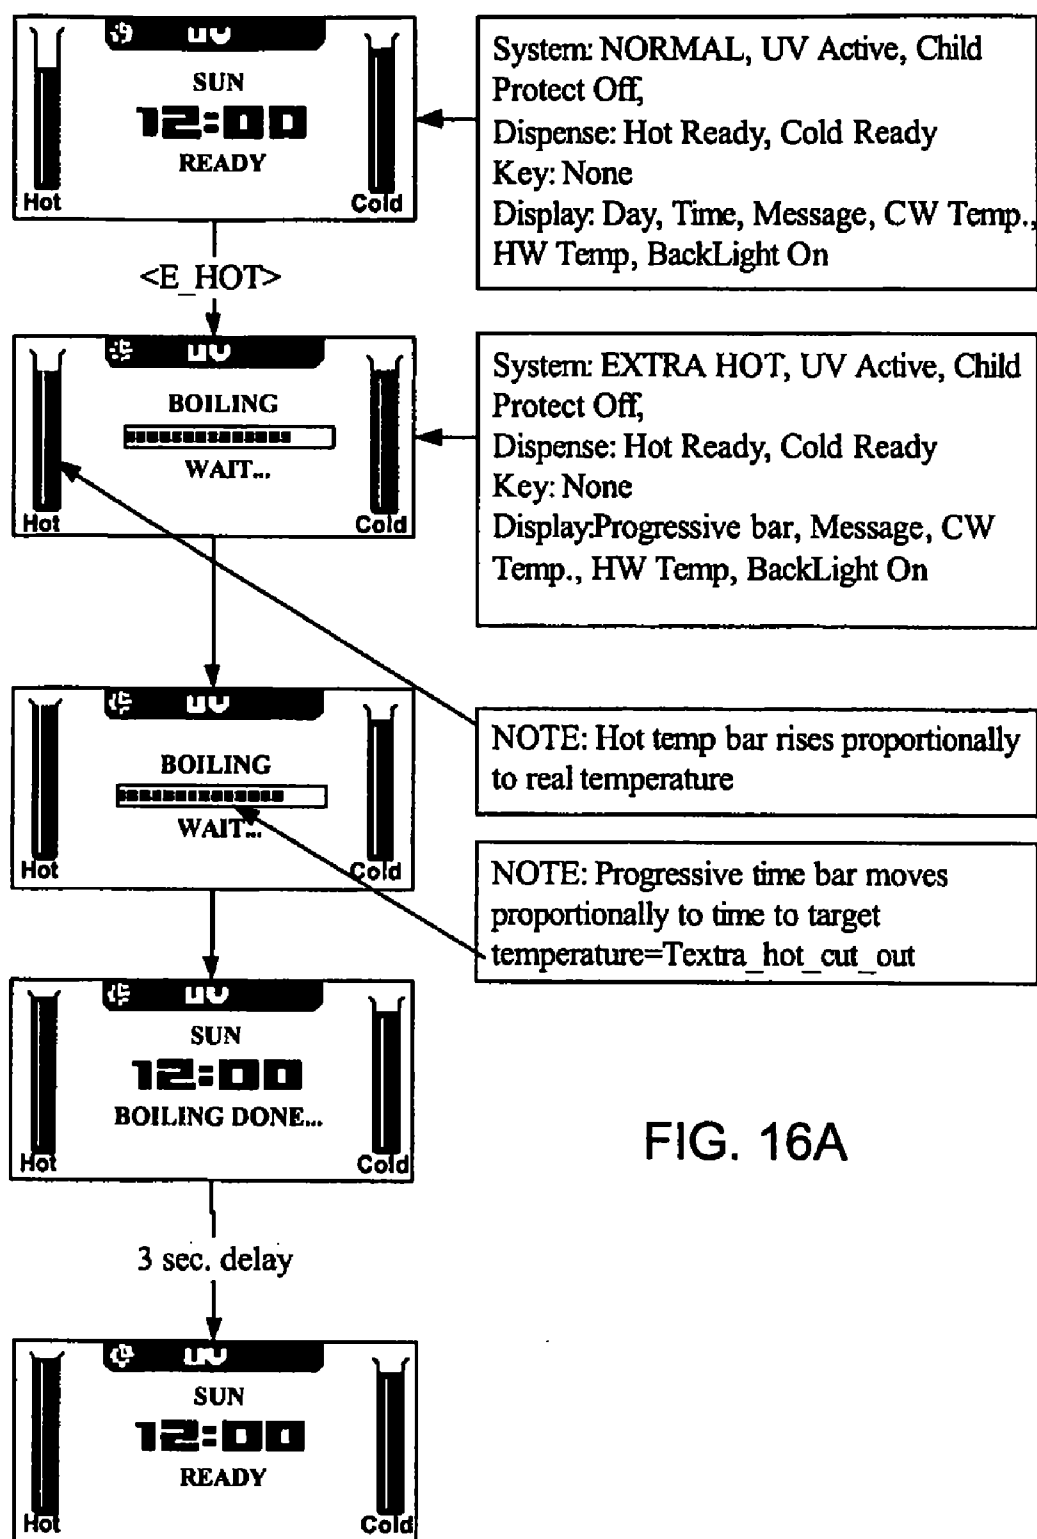 UV
SUN
12:00
READY
Hot
Cold
System: NORMAL, UV Active, Child
Protect Off,
Dispense: Hot Ready, Cold Ready
Key: None
Display: Day, Time, Message, CW Temp.,
HW Temp, BackLight On
<E_HOT>
UV
BOILING
WAIT...
Hot
Cold
System: EXTRA HOT, UV Active, Child
Protect Off,
Dispense: Hot Ready, Cold Ready
Key: None
Display:Progressive bar, Message, CW
Temp., HW Temp, BackLight On
UV
BOILING
WAIT...
Hot
Cold
NOTE: Hot temp bar rises proportionally
to real temperature
NOTE: Progressive time bar moves
proportionally to time to target
temperature=Textra_hot_cut_out
UV
SUN
12:00
BOILING DONE...
Hot
Cold
FIG. 16A
3 sec. delay
UV
SUN
12:00
READY
Hot
Cold